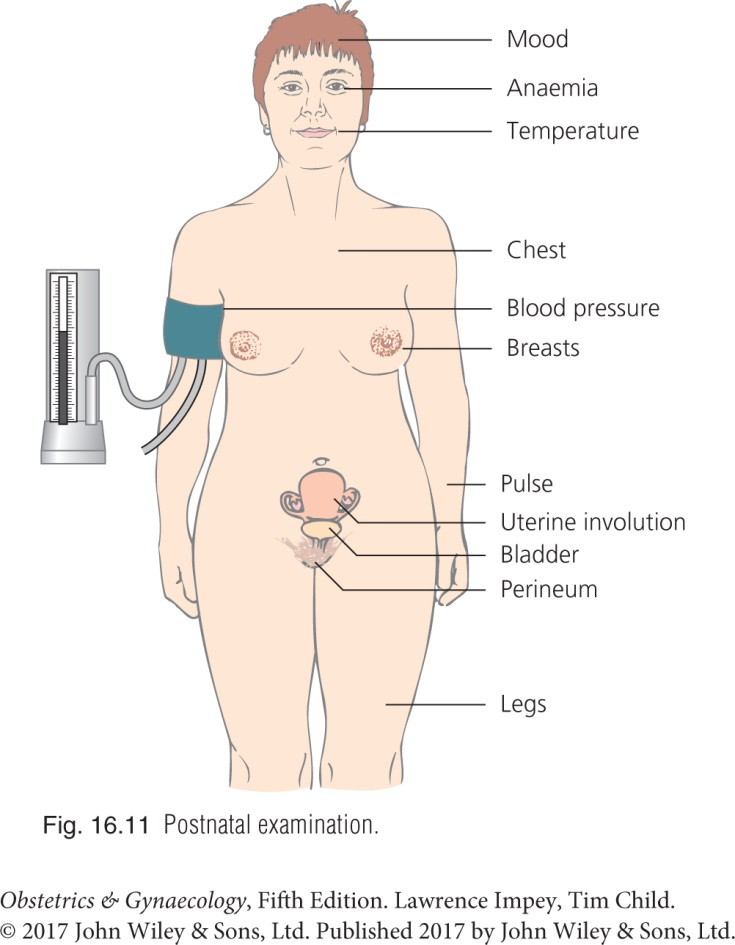 Mood
Anaemia
Temperature
Chest
Blood pressure
Breasts
Pulse
Uterine involution
Bladder
Perineum
Legs
Fig. 16.11 Postnatal examination.
Obstetrics & Gynaecology, Fifth Edition. Lawrence Impey, Tim Child.
© 2017 John Wiley & Sons, Ltd. Published 2017 by John Wiley & Sons, Ltd.